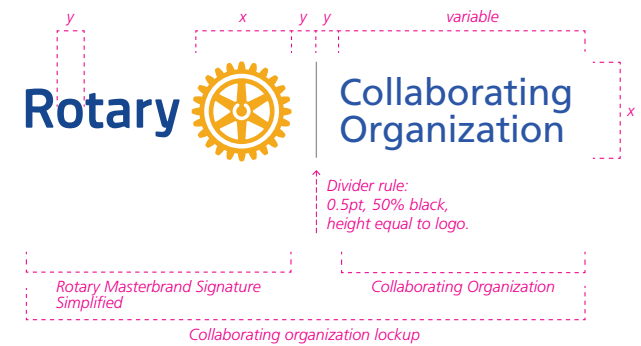 y
x
y
y
variable
Rotary
Collaborating
Organization
x
Divider rule:
0.5pt, 50% black,
height equal to logo.
Rotary Masterbrand Signature
Simplified
Collaborating Organization
Collaborating organization lockup